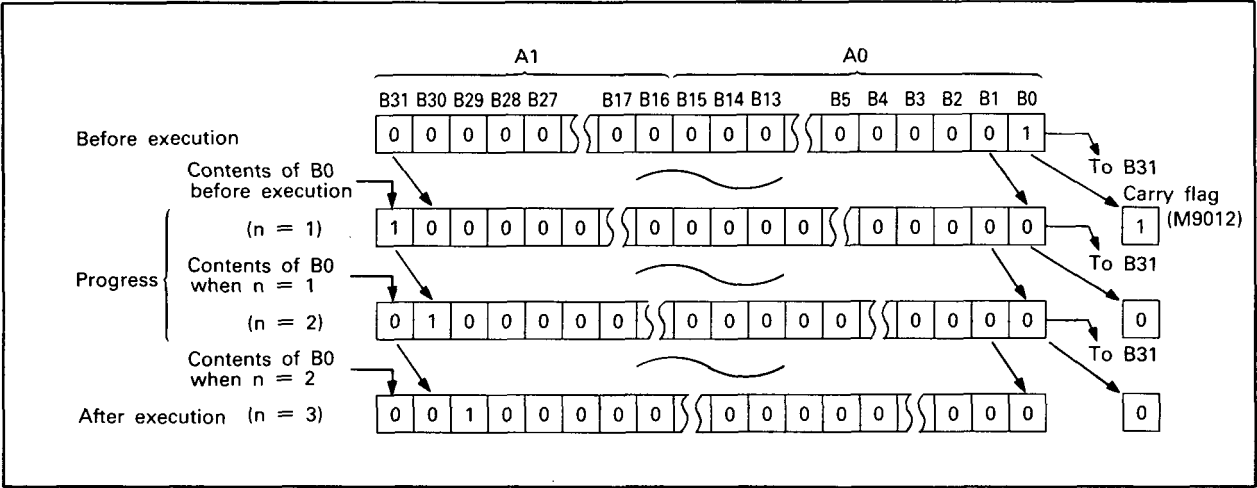 A1 A0
B31 B30 B29 B28 B27 B17 B16 B15 B14 B13 B5 B4 B3 B2 B1 B0
Before execution 0 0 0 0 0 0 0 0 0 0 0 0 0 0 0 1
To B31
Contents of B0
before execution
Carry flag
(M9012)
(n = 1) 1 0 0 0 0 0 0 0 0 0 0 0 0 0 0 0 1
To B31
Progress
Contents of B0
when n = 1
(n = 2) 0 1 0 0 0 0 0 0 0 0 0 0 0 0 0 0 0
To B31
Contents of B0
when n = 2
After execution (n = 3) 0 0 1 0 0 0 0 0 0 0 0 0 0 0 0 0 0